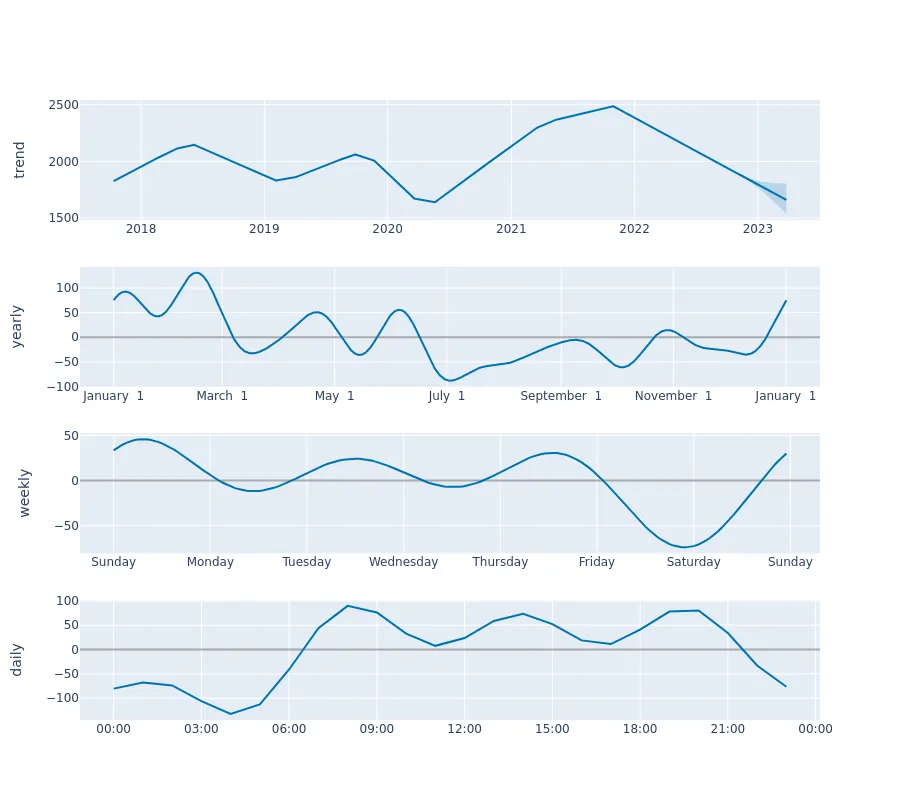 trend
2500
2000
1500
2018 2019 2020 2021 2022 2023
yearly
100
50
0
−50
−100
January 1 March 1 May 1 July 1 September 1 November 1 January 1
weekly
50
0
−50
Sunday Monday Tuesday Wednesday Thursday Friday Saturday Sunday
daily
100
50
0
−50
−100
00:00 03:00 06:00 09:00 12:00 15:00 18:00 21:00 00:00